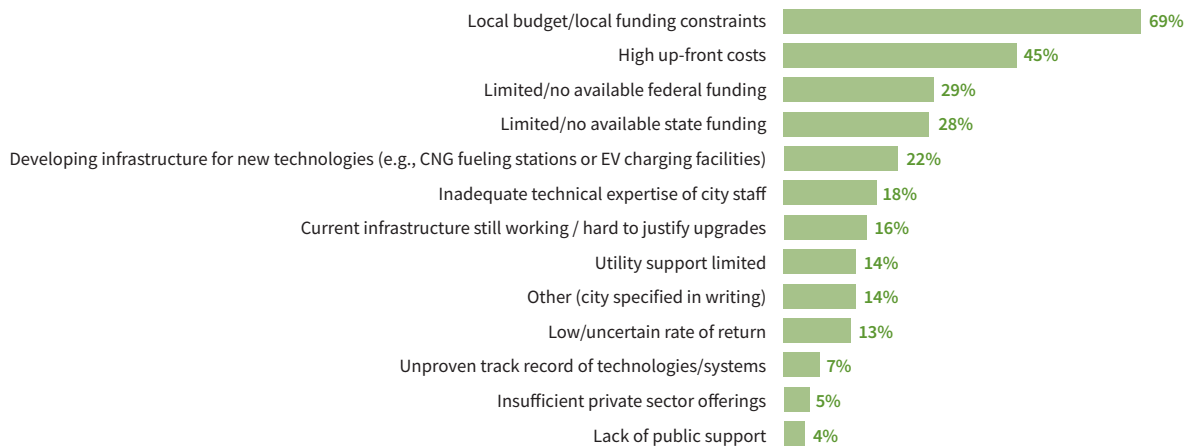 Local budget/local funding constraints 69%
High up-front costs 45%
Limited/no available federal funding 29%
Limited/no available state funding 28%
Developing infrastructure for new technologies (e.g., CNG fueling stations or EV charging facilities) 22%
Inadequate technical expertise of city staff 18%
Current infrastructure still working / hard to justify upgrades 16%
Utility support limited 14%
Other (city specified in writing) 14%
Low/uncertain rate of return 13%
Unproven track record of technologies/systems 7%
Insufficient private sector offerings 5%
Lack of public support 4%